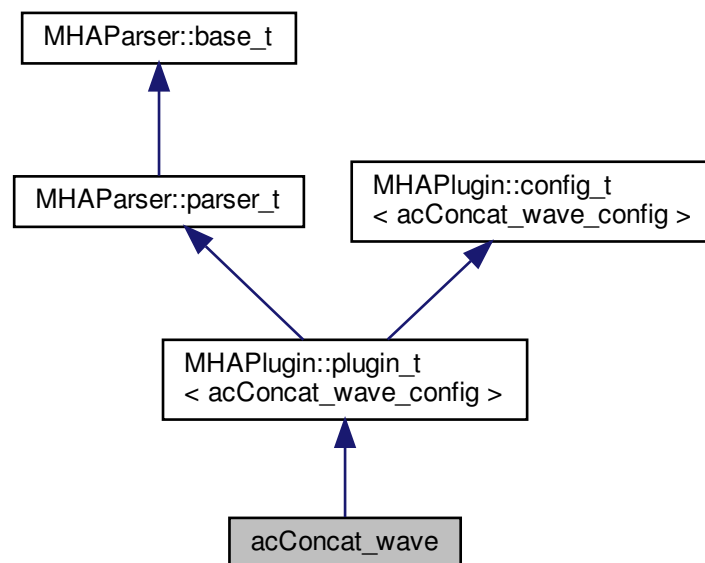 MHAParser::base_t
MHAParser::parser_t
MHAPlugin::config_t
< acConcat_wave_config >
MHAPlugin::plugin_t
< acConcat_wave_config >
acConcat_wave